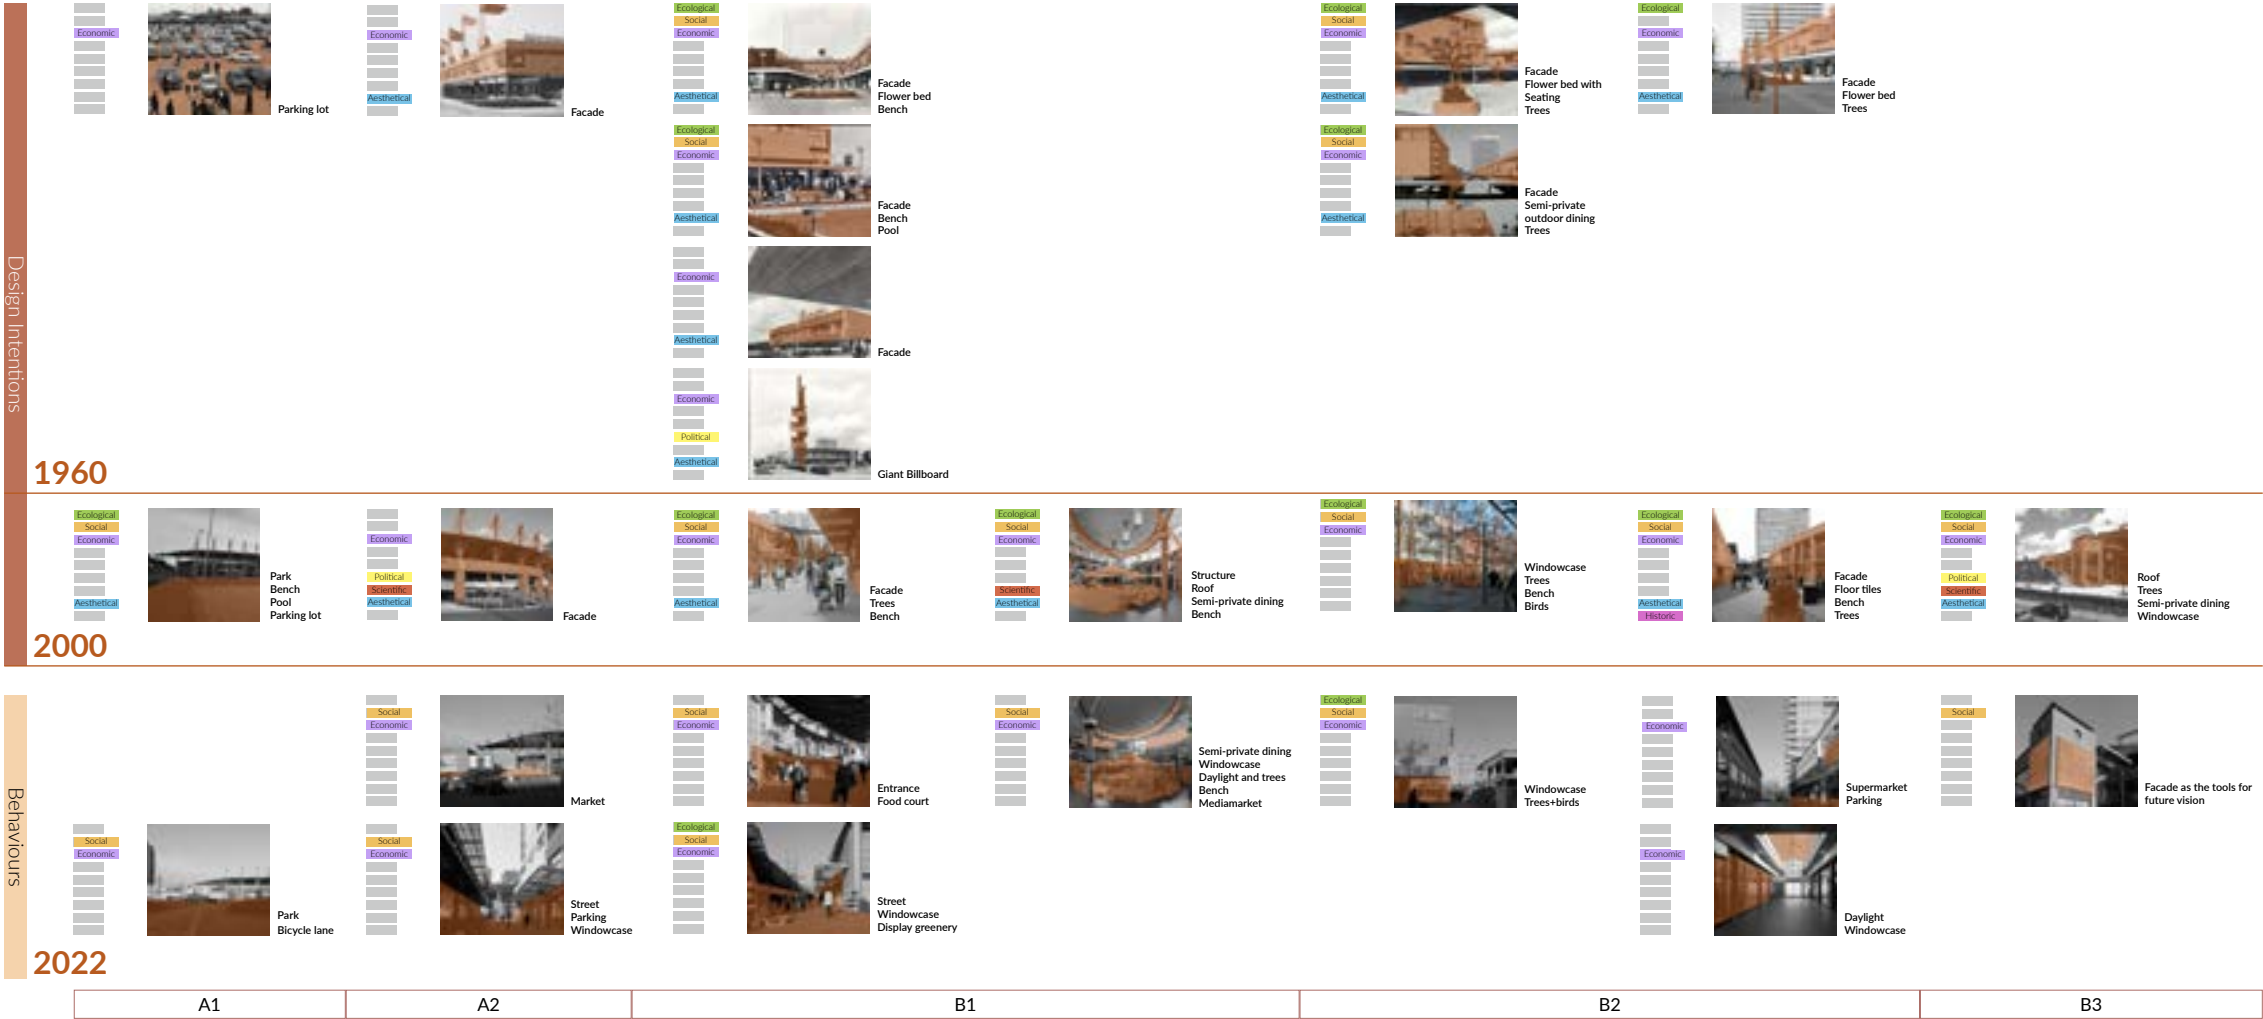 Design Intentions
Economic
Parking lot
Economic
Aesthetical
Facade
Ecological
Social
Economic
Aesthetical
Facade
Flower bed
Bench
Ecological
Social
Economic
Aesthetical
Facade
Flower bed with
Seating
Trees
Ecological
Economic
Aesthetical
Facade
Flower bed
Trees
Ecological
Social
Economic
Aesthetical
Facade
Bench
Pool
Ecological
Social
Economic
Aesthetical
Facade
Semi-private
outdoor dining
Trees
Economic
Aesthetical
Facade
Economic
Political
Aesthetical
Giant Billboard
1960
Ecological
Social
Economic
Aesthetical
Park
Bench
Pool
Parking lot
Economic
Political
Scientific
Aesthetical
Facade
Ecological
Social
Economic
Aesthetical
Facade
Trees
Bench
Ecological
Social
Economic
Scientific
Aesthetical
Structure
Roof
Semi-private dining
Bench
Ecological
Social
Economic
Windowcase
Trees
Bench
Birds
Ecological
Social
Economic
Aesthetical
Historic
Facade
Floor tiles
Bench
Trees
Ecological
Social
Economic
Political
Scientific
Aesthetical
Roof
Trees
Semi-private dining
Windowcase
2000
Behaviours
Social
Economic
Market
Social
Economic
Entrance
Food court
Social
Economic
Semi-private dining
Windowcase
Daylight and trees
Bench
Mediamarket
Ecological
Social
Economic
Windowcase
Trees+birds
Economic
Supermarket
Parking
Social
Facade as the tools for
future vision
Social
Economic
Park
Bicycle lane
Social
Economic
Street
Parking
Windowcase
Ecological
Social
Economic
Street
Windowcase
Display greenery
Economic
Daylight
Windowcase
2022
A1
A2
B1
B2
B3